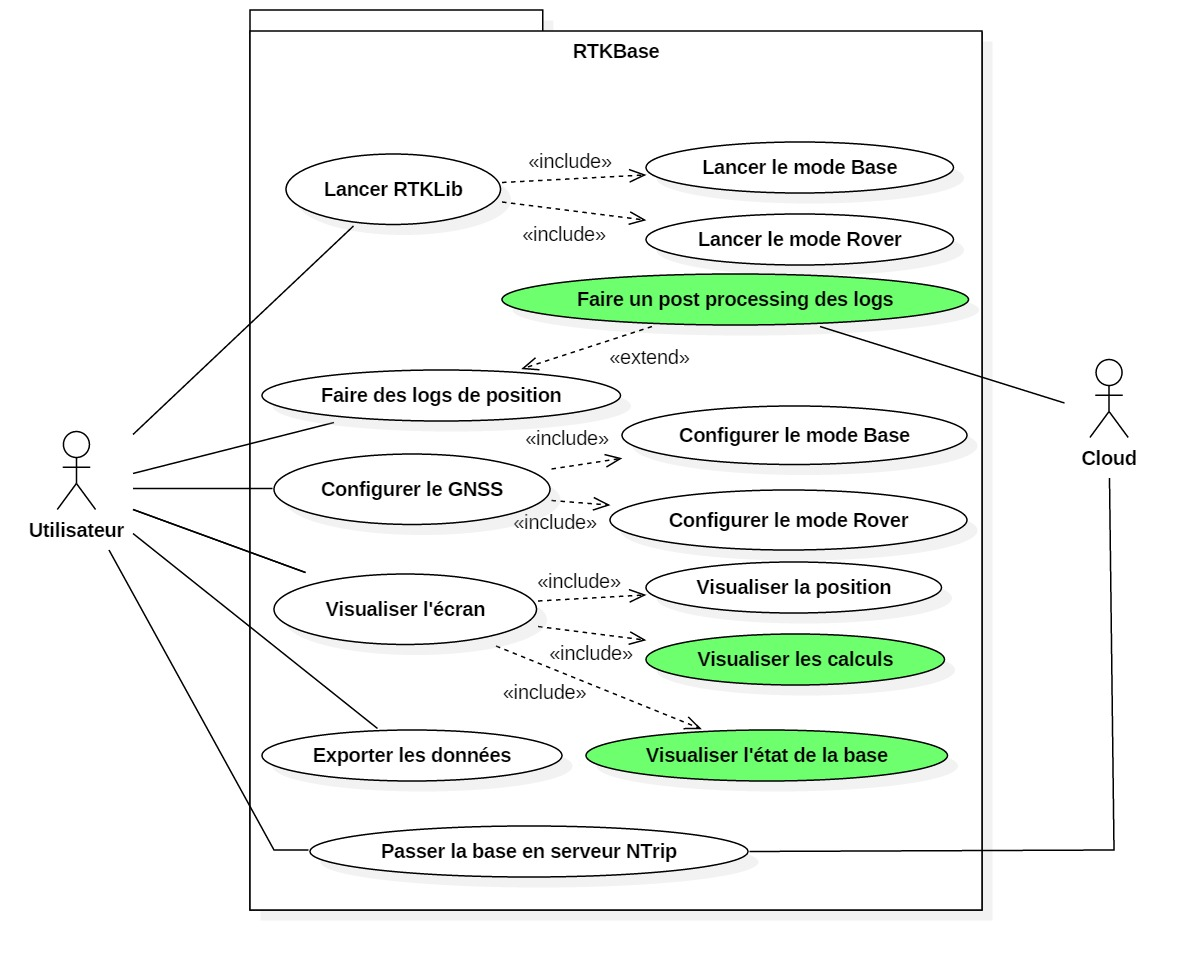 RTKBase
«include»
Lancer le mode Base
Lancer RTKLib
«include»
Lancer le mode Rover
Faire un post processing des logs
«extend»
Faire des logs de position
«include»
Configurer le mode Base
Cloud
Configurer le GNSS
«include»
Configurer le mode Rover
Utilisateur
«include»
Visualiser la position
Visualiser l'écran
«include»
Visualiser les calculs
«include»
Exporter les données
Visualiser l'état de la base
Passer la base en serveur NTrip